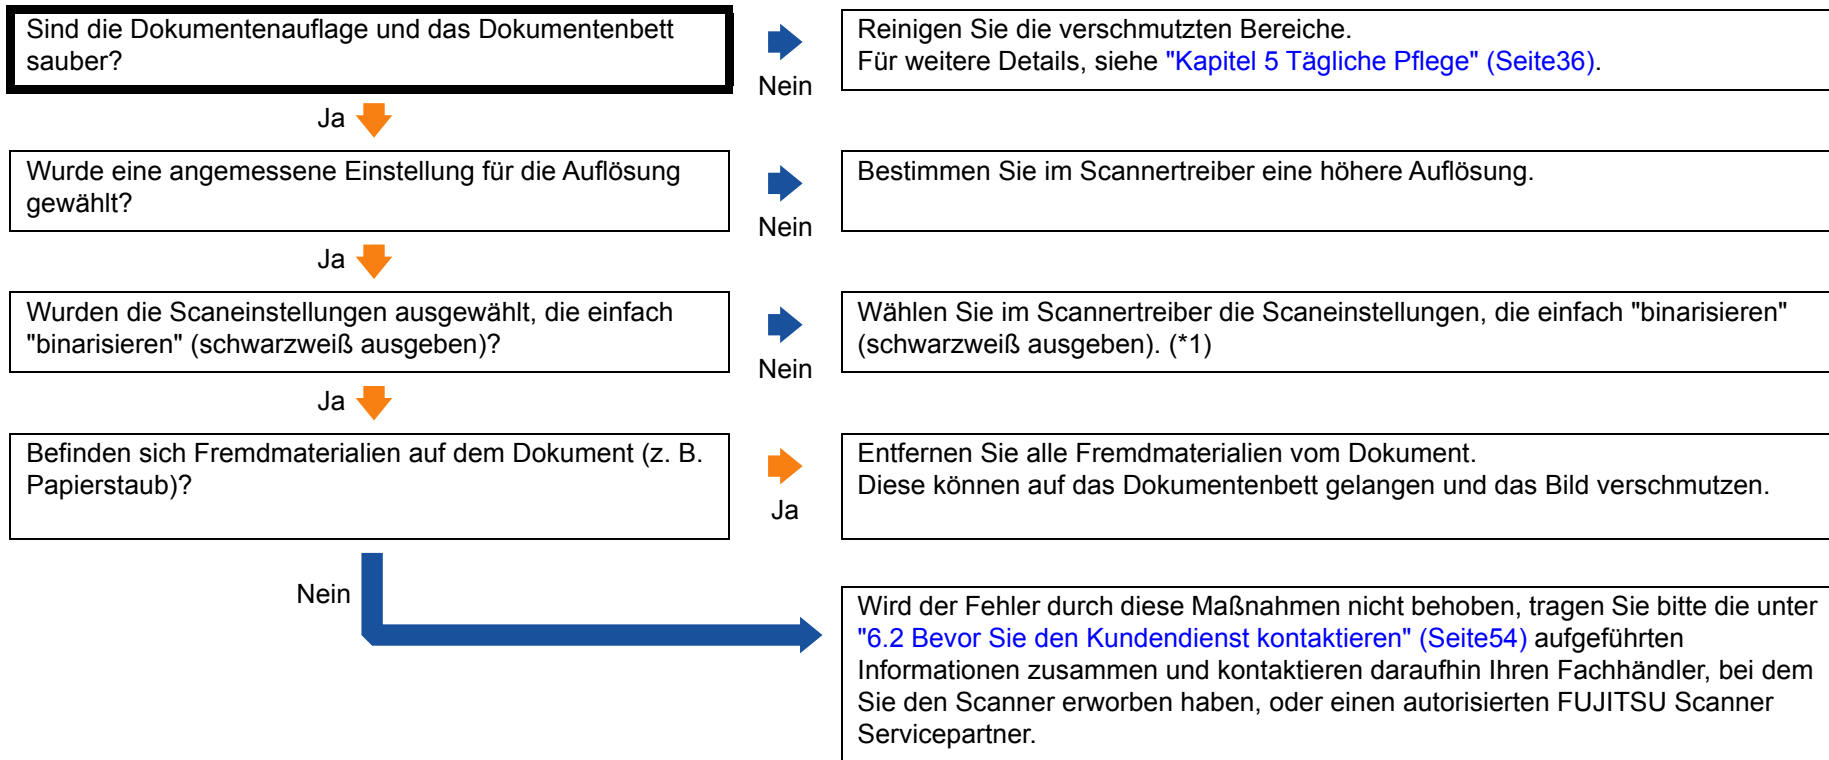 Sind die Dokumentenauflage und das Dokumentenbett
sauber?
Nein
Reinigen Sie die verschmutzten Bereiche.
Für weitere Details, siehe "Kapitel 5 Tägliche Pflege" (Seite36).
Ja
Wurde eine angemessene Einstellung für die Auflösung
gewählt?
Nein
Bestimmen Sie im Scannertreiber eine höhere Auflösung.
Ja
Wurden die Scaneinstellungen ausgewählt, die einfach
"binarisieren" (schwarzweiß ausgeben)?
Nein
Wählen Sie im Scannertreiber die Scaneinstellungen, die einfach "binarisieren"
(schwarzweiß ausgeben). (*1)
Ja
Befinden sich Fremdmaterialien auf dem Dokument (z. B.
Papierstaub)?
Ja
Entfernen Sie alle Fremdmaterialien vom Dokument.
Diese können auf das Dokumentenbett gelangen und das Bild verschmutzen.
Nein
Wird der Fehler durch diese Maßnahmen nicht behoben, tragen Sie bitte die unter
"6.2 Bevor Sie den Kundendienst kontaktieren" (Seite54) aufgeführten
Informationen zusammen und kontaktieren daraufhin Ihren Fachhändler, bei dem
Sie den Scanner erworben haben, oder einen autorisierten FUJITSU Scanner
Servicepartner.